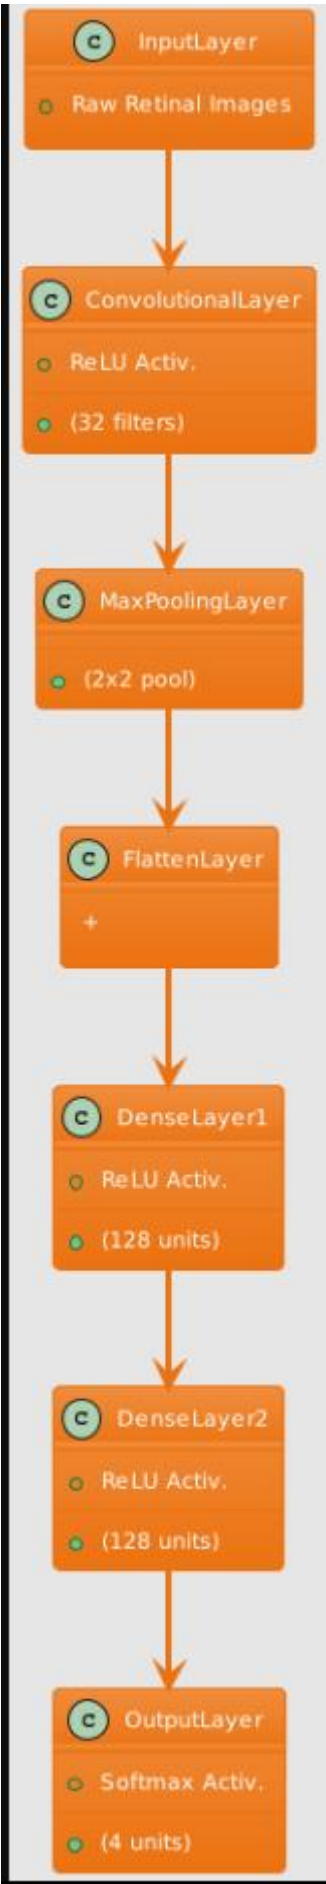 C InputLayer
Raw Retinal Images
C ConvolutionalLayer
ReLU Activ.
(32 filters)
C MaxPoolingLayer
(2x2 pool)
C FlattenLayer
+
C DenseLayer1
ReLU Activ.
(128 units)
C DenseLayer2
ReLU Activ.
(128 units)
C OutputLayer
Softmax Activ.
(4 units)